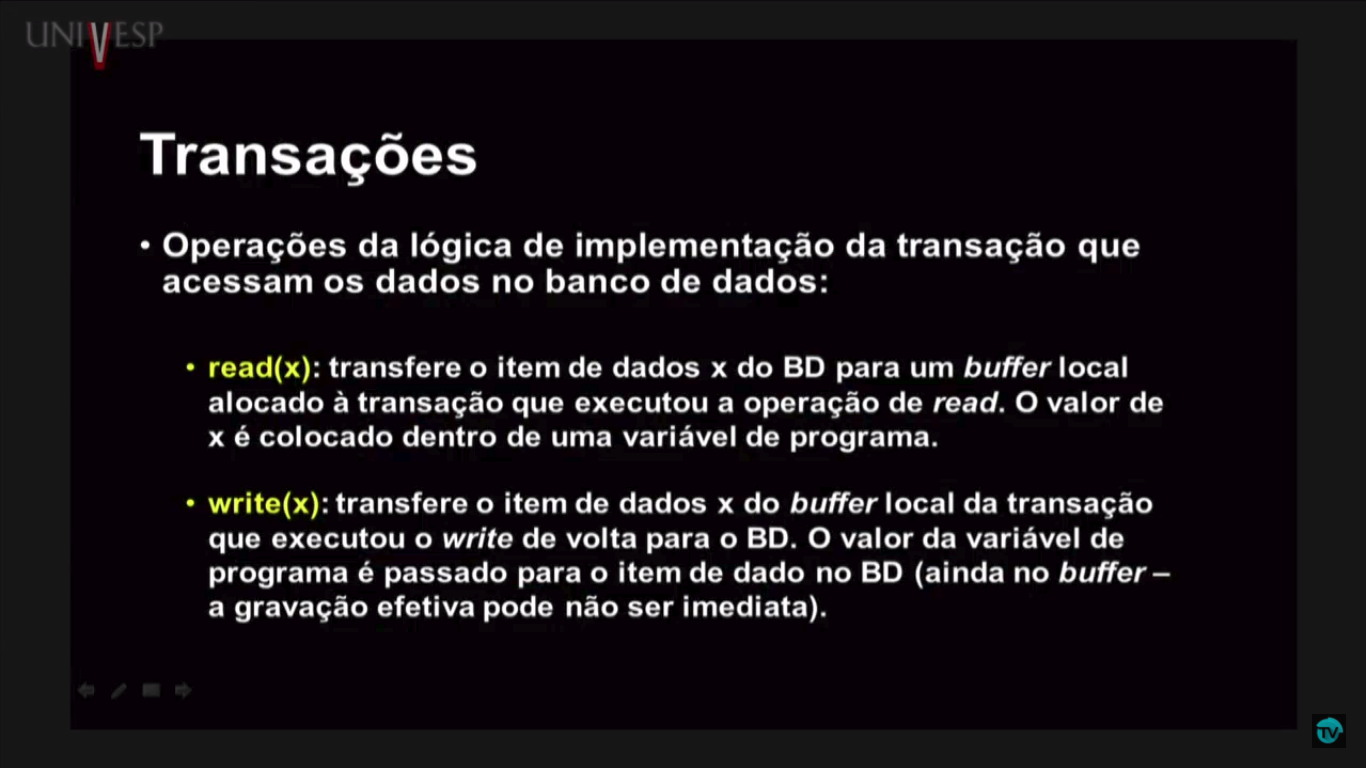 UNIVESP
Transações
• Operações da lógica de implementação da transação que
acessam os dados no banco de dados:
• read(x): transfere o item de dados x do BD para um buffer local
alocado à transação que executou a operação de read. O valor de
x é colocado dentro de uma variável de programa.
• write(x): transfere o item de dados x do buffer local da transação
que executou o write de volta para o BD. O valor da variável de
programa é passado para o item de dado no BD (ainda no buffer –
a gravação efetiva pode não ser imediata).
TV